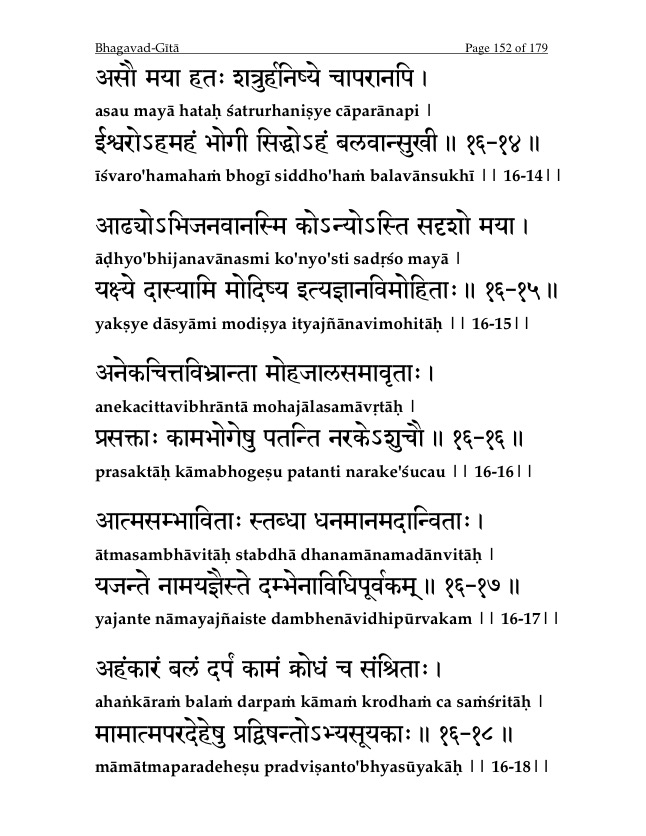 Bhagavad-Gītā Page 152 of 179
असौ मया हतः शत्रुर्हनिष्ये चापरानपि ।
asau mayā hataḥ śatrurhaniṣye cāparānapi |
ईश्वरोऽहमहं भोगी सिद्धोऽहं बलवान्सुखी ॥ १६-१४ ॥
īśvaro'hamahaṁ bhogī siddho'haṁ balavānsukhī || 16-14||
आढ्योऽभिजनवानस्मि कोऽन्योऽस्ति सदृशो मया ।
āḍhyo'bhijanavānasmi ko'nyo'sti sadṛśo mayā |
यक्ष्ये दास्यामि मोदिष्य इत्यज्ञानविमोहिताः ॥ १६-१५ ॥
yakṣye dāsyāmi modiṣya ityajñānavimohitāḥ || 16-15||
अनेकचित्तविभ्रान्ता मोहजालसमावृताः ।
anekacittavibhrāntā mohajālasamāvṛtāḥ |
प्रसक्ताः कामभोगेषु पतन्ति नरकेऽशुचौ ॥ १६-१६ ॥
prasaktāḥ kāmabhogeṣu patanti narake'śucau || 16-16||
आत्मसम्भाविताः स्तब्धा धनमानमदान्विताः ।
ātmasambhāvitāḥ stabdhā dhanamānamadānvitāḥ |
यजन्ते नामयज्ञैस्ते दम्भेनाविधिपूर्वकम् ॥ १६-१७ ॥
yajante nāmayajñaiste dambhenāvidhipūrvakam || 16-17||
अहंकारं बलं दर्पं कामं क्रोधं च संश्रिताः ।
ahaṅkāraṁ balaṁ darpaṁ kāmaṁ krodhaṁ ca saṁśritāḥ |
मामात्मपरदेहेषु प्रद्विषन्तोऽभ्यसूयकाः ॥ १६-१८ ॥
māmātmaparadeheṣu pradviṣanto'bhyasūyakāḥ || 16-18||